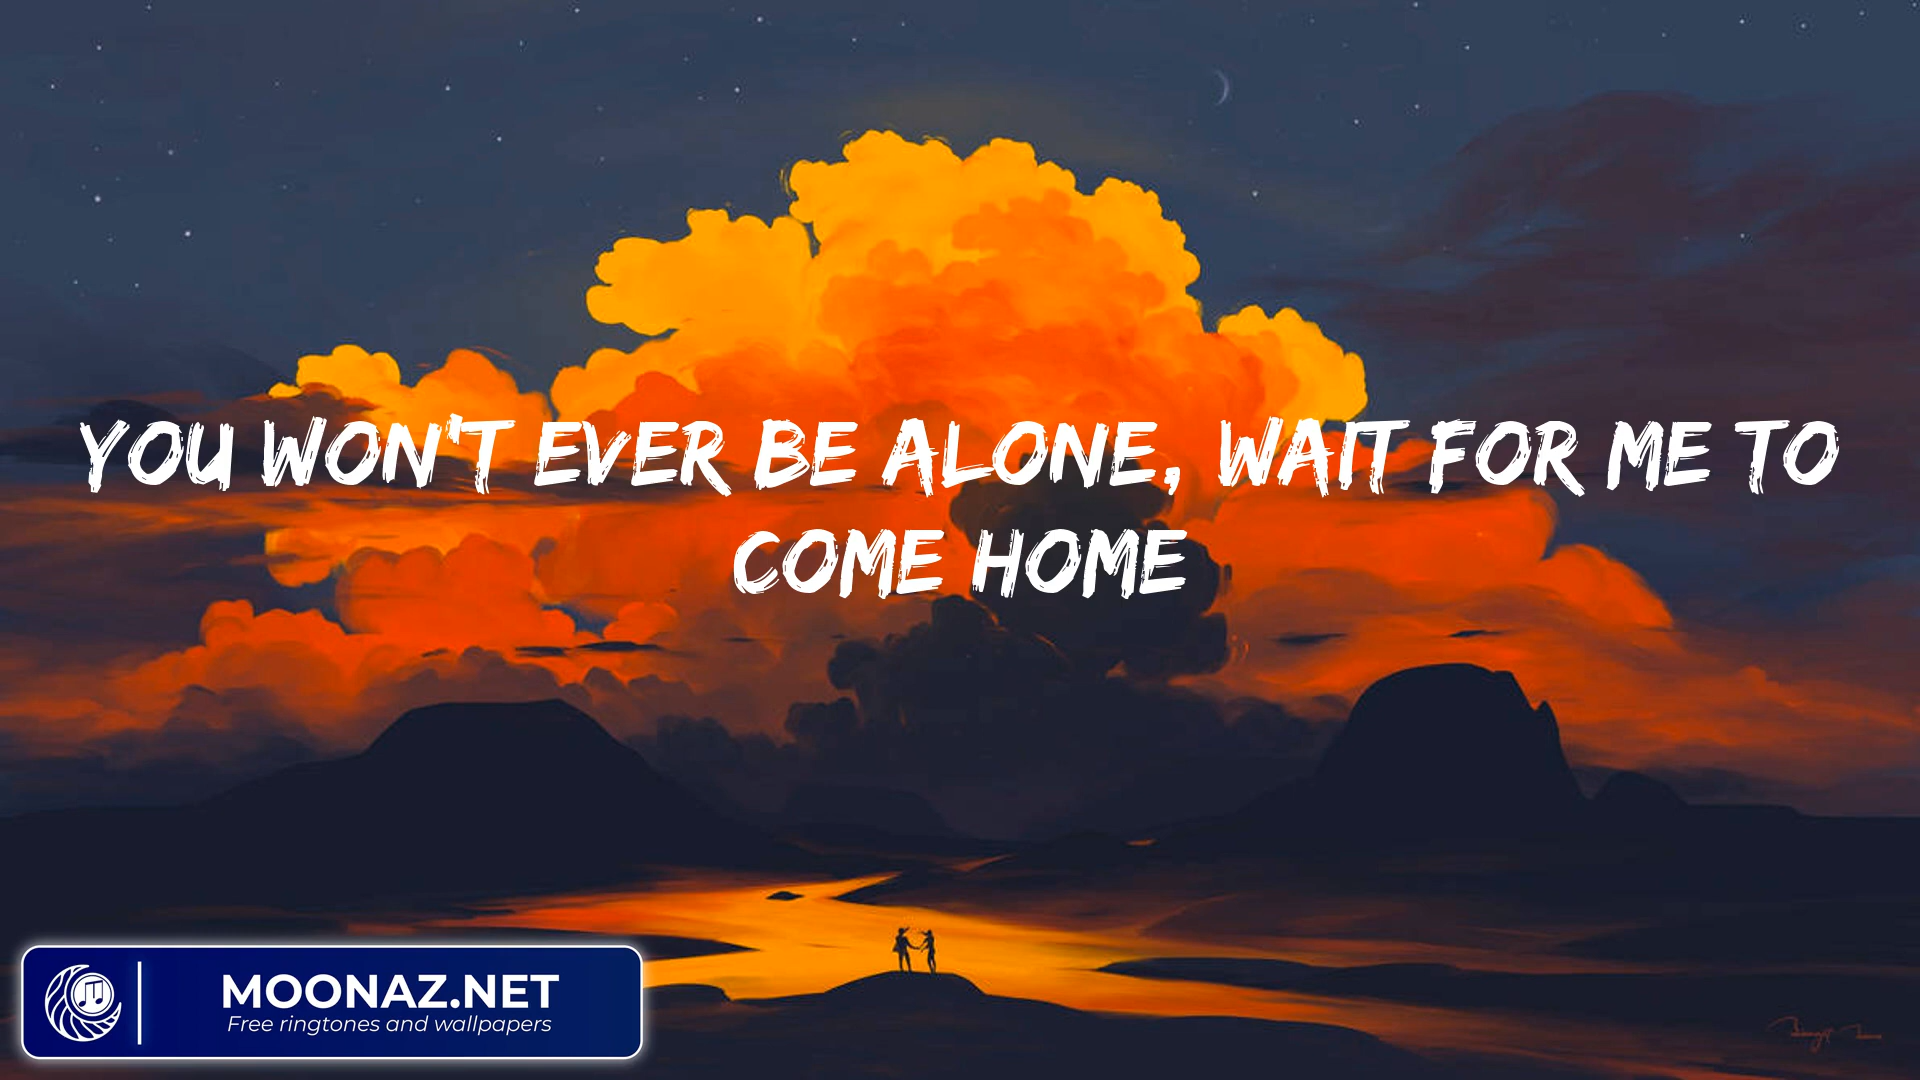 YOU WON'T EVER BE ALONE, WAIT FOR ME TO
COME HOME
MOONAZ.NET
Free ringtones and wallpapers